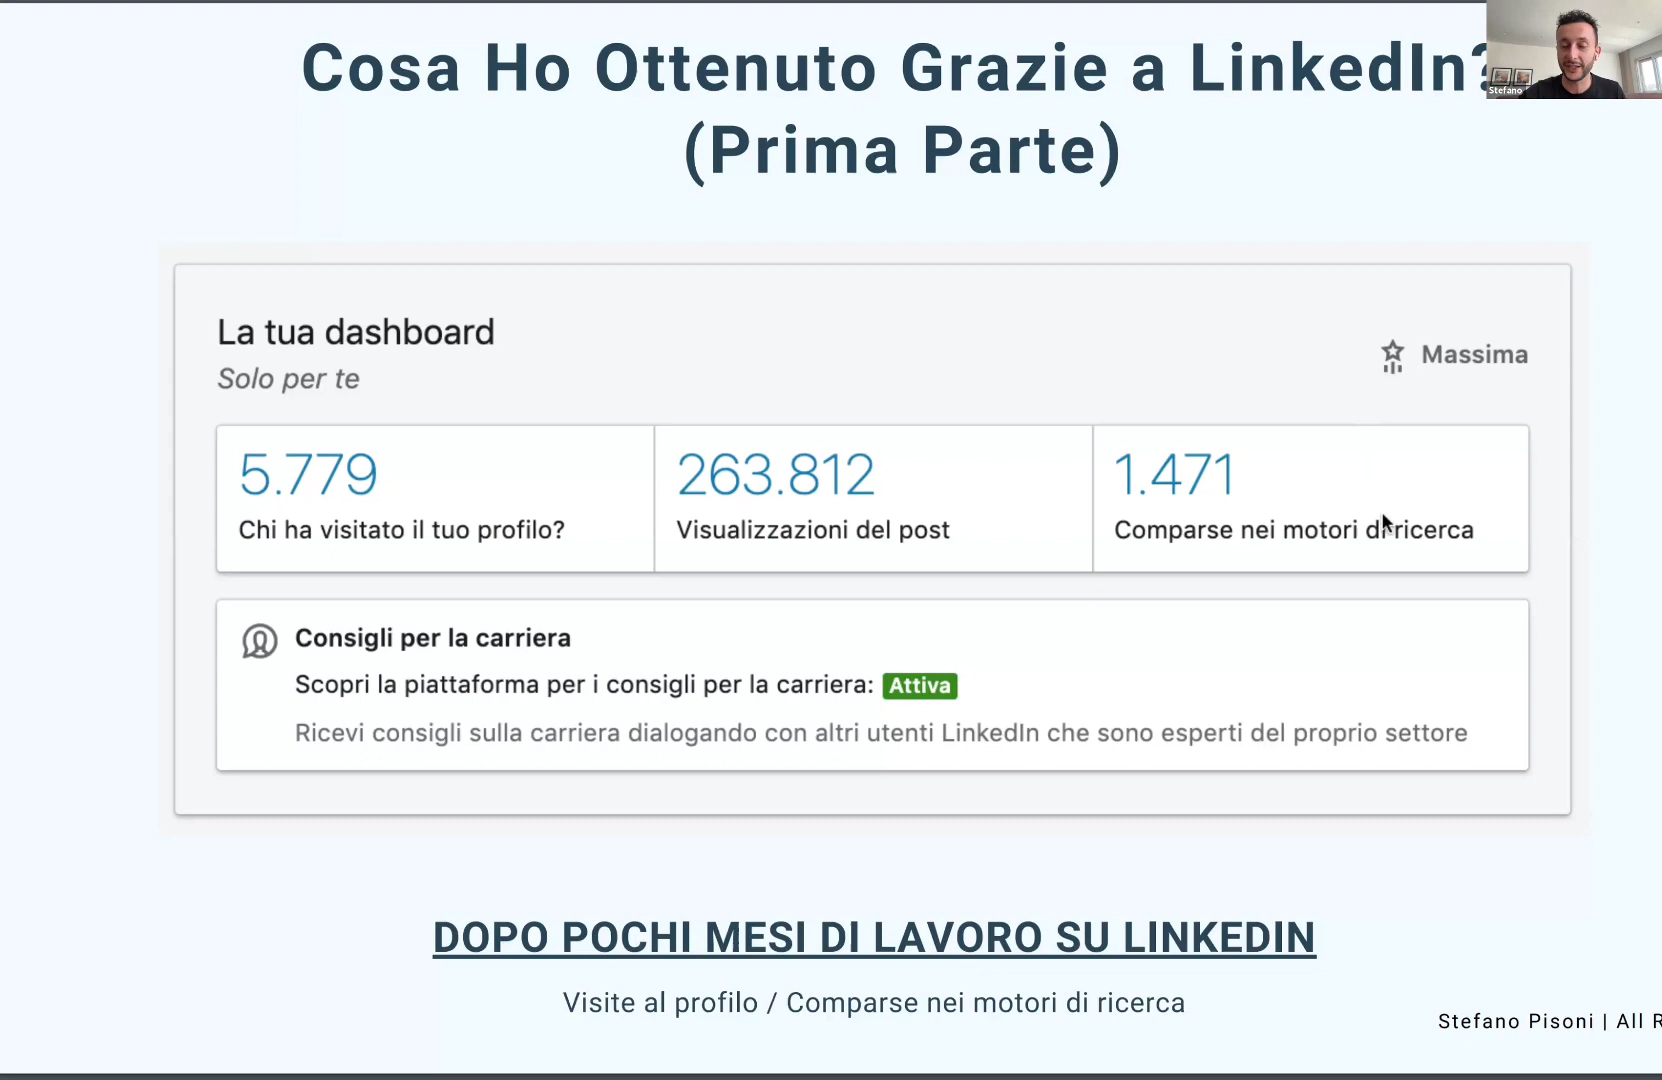 Cosa Ho Ottenuto Grazie a LinkedIn?
Stefano
(Prima Parte)
La tua dashboard
Solo per te
Massima
5.779
263.812
1.471
Chi ha visitato il tuo profilo?
Visualizzazioni del post
Comparse nei motori di ricerca
Consigli per la carriera
Scopri la piattaforma per i consigli per la carriera: Attiva
Ricevi consigli sulla carriera dialogando con altri utenti LinkedIn che sono esperti del proprio settore
DOPO POCHI MESI DI LAVORO SU LINKEDIN
Visite al profilo / Comparse nei motori di ricerca
Stefano Pisoni | All R